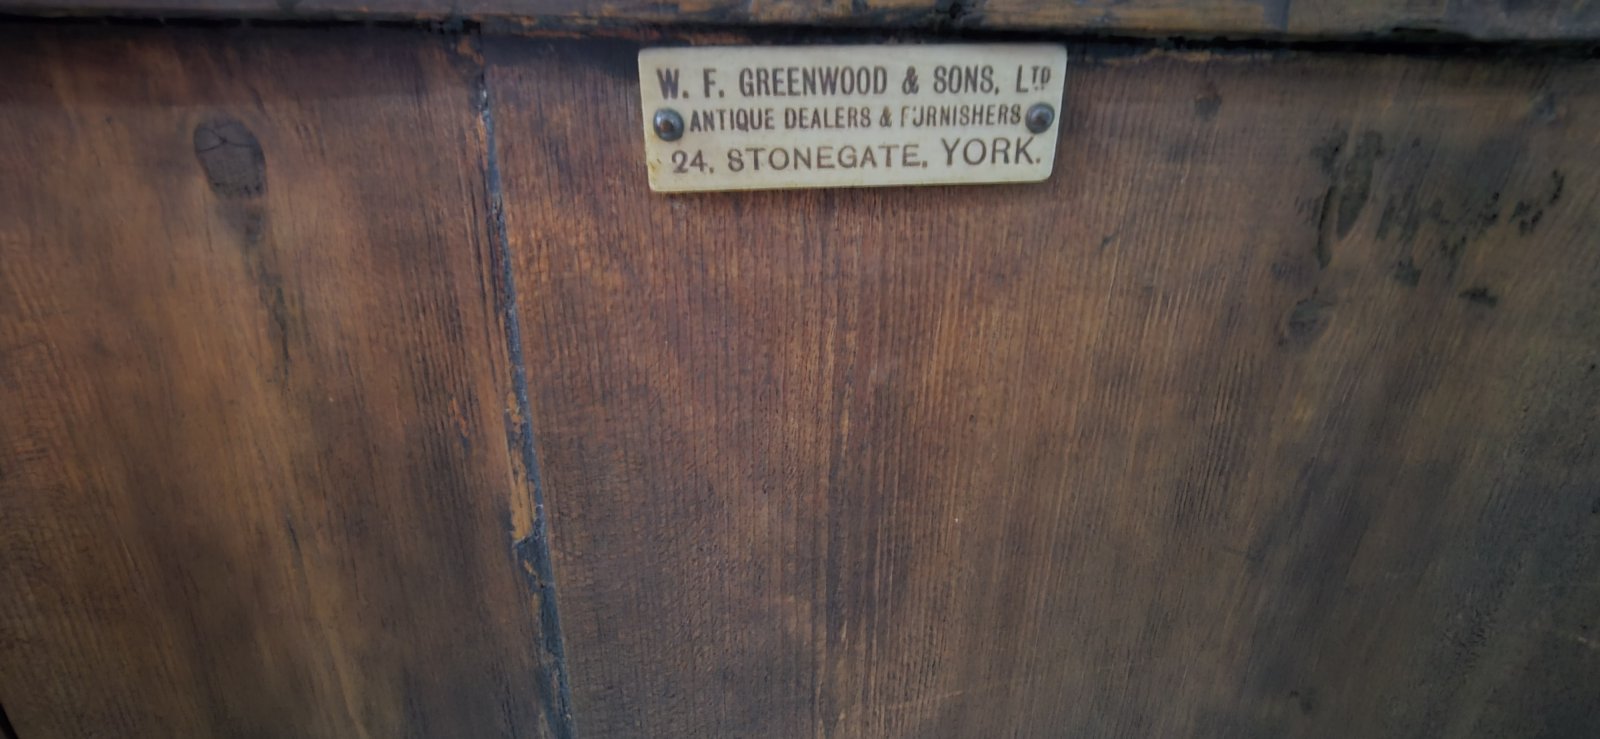 W. F. GREENWOOD & SONS, LTD
ANTIQUE DEALERS & FURNISHERS
24, STONEGATE, YORK.